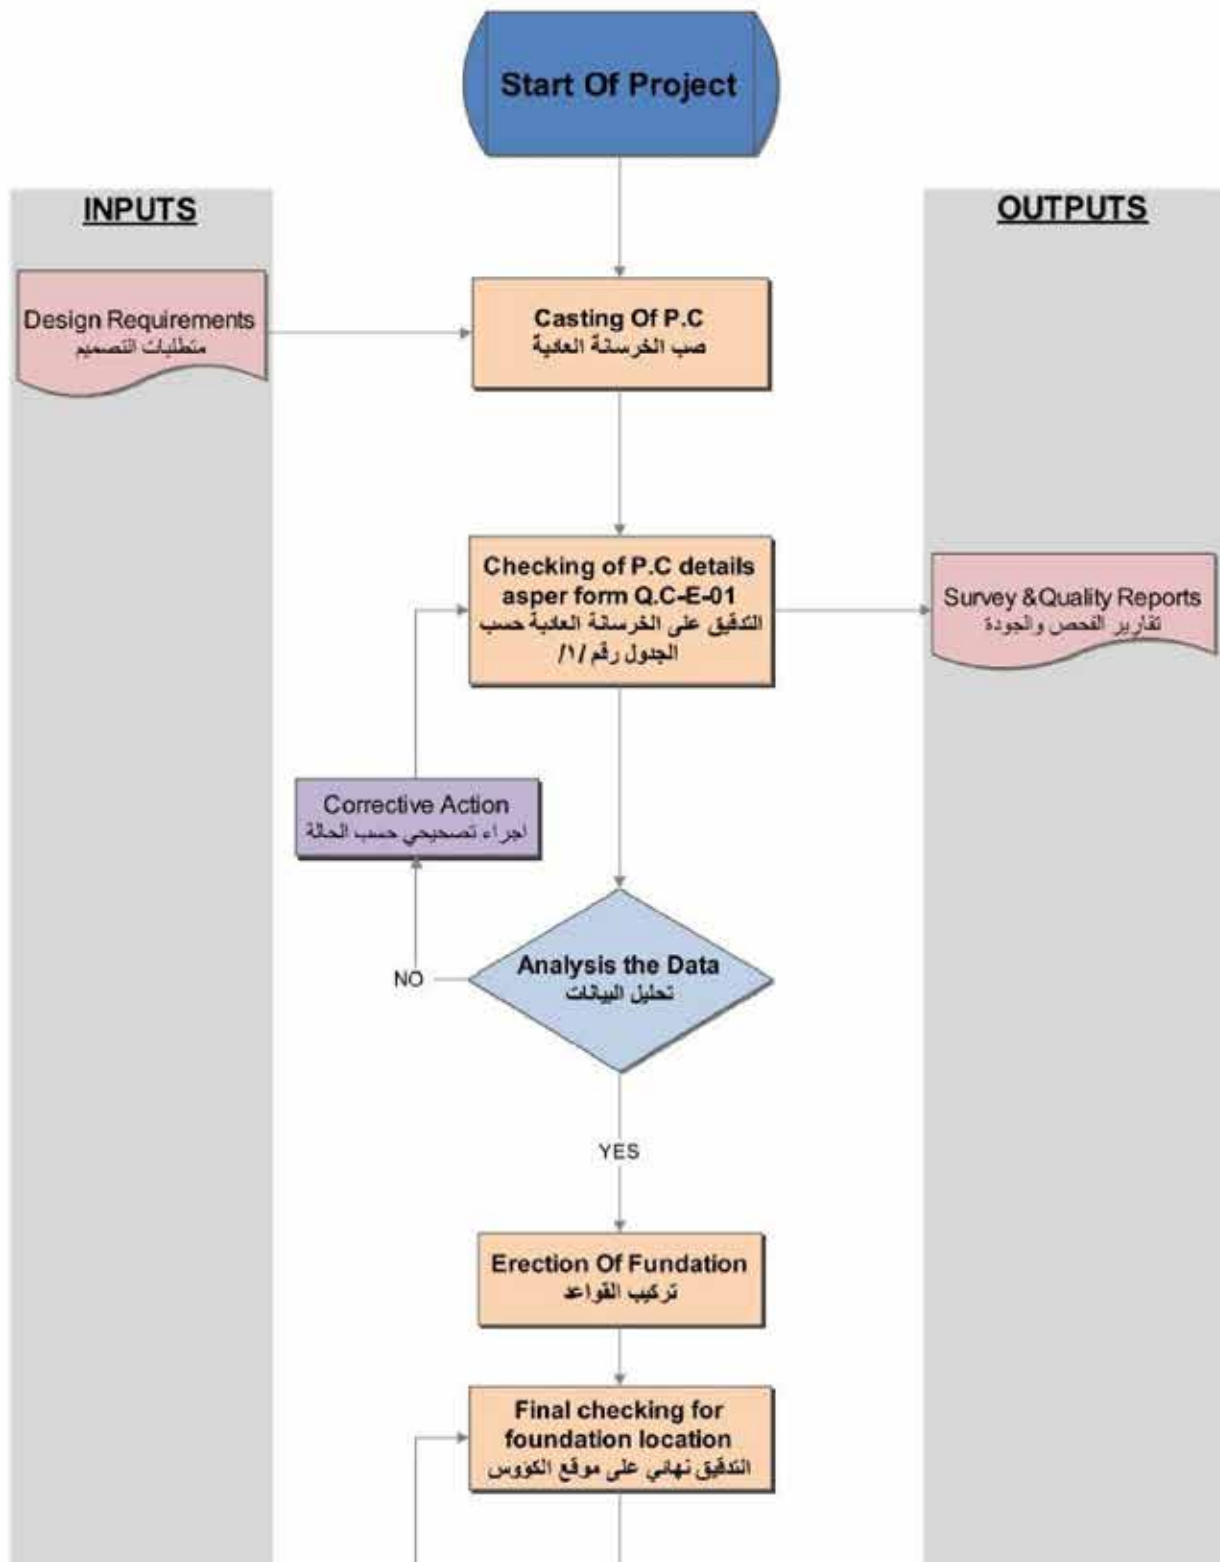 Start Of Project
INPUTS
OUTPUTS
Design Requirements
متطلبات التصميم
Casting Of P.C
صب الخرسانة العادية
Checking of P.C details
asper form Q.C-E-01
التدقيق على الخرسانة العادية حسب
الجدول رقم /١/
Survey &Quality Reports
تقارير الفحص والجودة
Corrective Action
اجراء تصحيحي حسب الحالة
Analysis the Data
تحليل البيانات
NO
YES
Erection Of Fundation
تركيب القواعد
Final checking for
foundation location
التدقيق نهائي على موقع الكووس